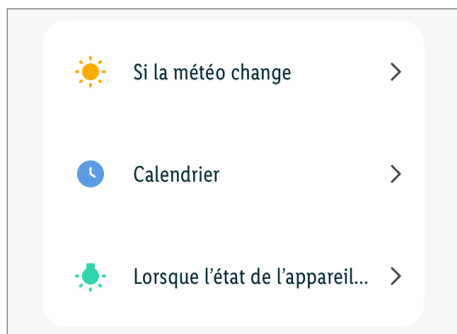 Si la météo change
Calendrier
Lorsque l’état de l’appareil...